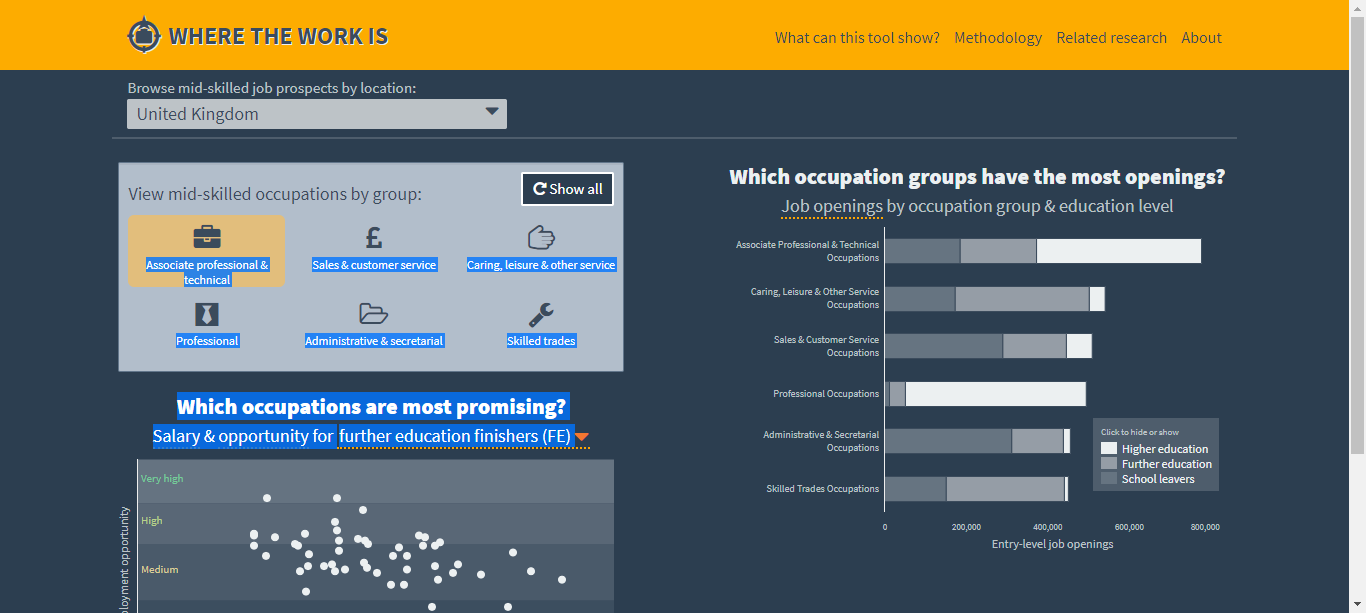 WHERE THE WORK IS
What can this tool show? Methodology Related research About
Browse mid-skilled job prospects by location:
United Kingdom
View mid-skilled occupations by group:
Show all
Associate professional &
technical
£
Sales & customer service
Caring, leisure & other service
Professional
Administrative & secretarial
Skilled trades
Which occupations are most promising?
Salary & opportunity for further education finishers (FE)
Very high
High
Medium
Which occupation groups have the most openings?
Job openings by occupation group & education level
Associate Professional & Technical
Occupations
Caring, Leisure & Other Service
Occupations
Sales & Customer Service
Occupations
Professional Occupations
Administrative & Secretarial
Occupations
Skilled Trades Occupations
Click to hide or show
Higher education
Further education
School leavers
0 200,000 400,000 600,000 800,000
Entry-level job openings